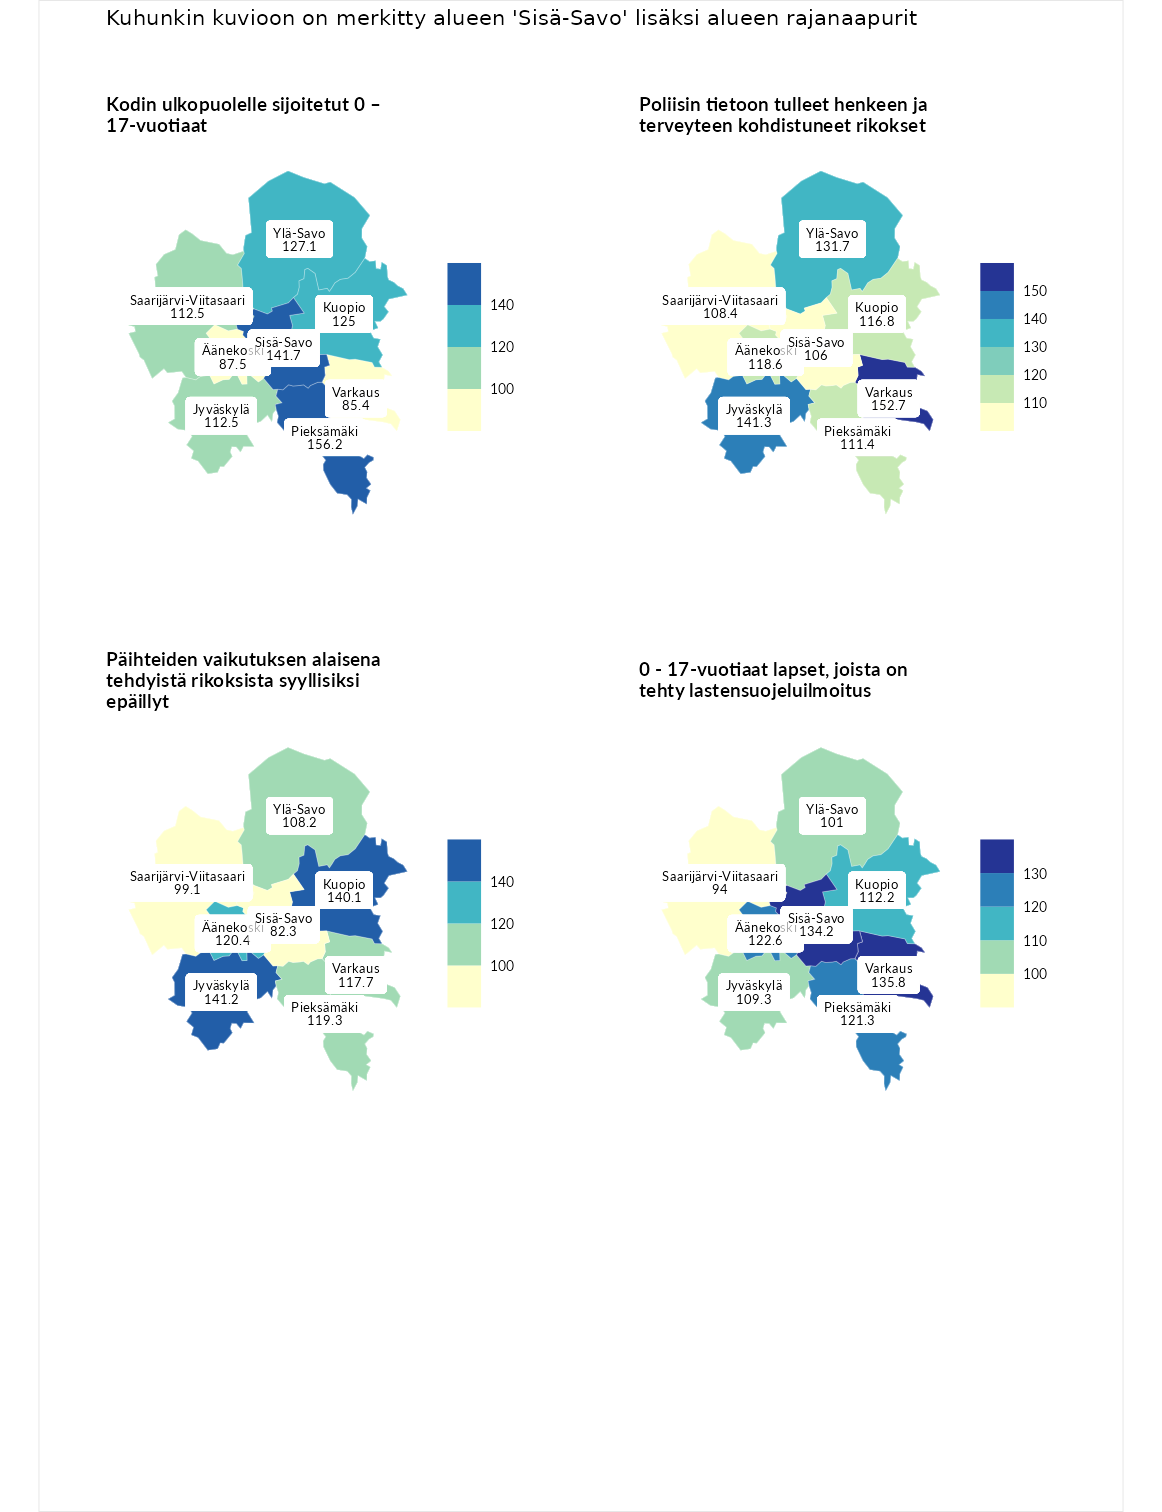 Kuhunkin kuvioon on merkitty alueen 'Sisä-Savo' lisäksi alueen rajanaapurit
Kodin ulkopuolelle sijoitetut 0 –
17-vuotiaat
Ylä-Savo
127.1
Saarijärvi-Viitasaari
112.5
Kuopio
125
Sisä-Savo
141.7
Äänekoski
87.5
Varkaus
85.4
Jyväskylä
112.5
Pieksämäki
156.2
140
120
100
Poliisin tietoon tulleet henkeen ja
terveyteen kohdistuneet rikokset
Ylä-Savo
131.7
Saarijärvi-Viitasaari
108.4
Kuopio
116.8
Sisä-Savo
106
Äänekoski
118.6
Varkaus
152.7
Jyväskylä
141.3
Pieksämäki
111.4
150
140
130
120
110
Päihteiden vaikutuksen alaisena
tehdyistä rikoksista syyllisiksi
epäillyt
Ylä-Savo
108.2
Saarijärvi-Viitasaari
99.1
Kuopio
140.1
Sisä-Savo
82.3
Äänekoski
120.4
Varkaus
117.7
Jyväskylä
141.2
Pieksämäki
119.3
140
120
100
0 - 17-vuotiaat lapset, joista on
tehty lastensuojeluilmoitus
Ylä-Savo
101
Saarijärvi-Viitasaari
94
Kuopio
112.2
Sisä-Savo
134.2
Äänekoski
122.6
Varkaus
135.8
Jyväskylä
109.3
Pieksämäki
121.3
130
120
110
100